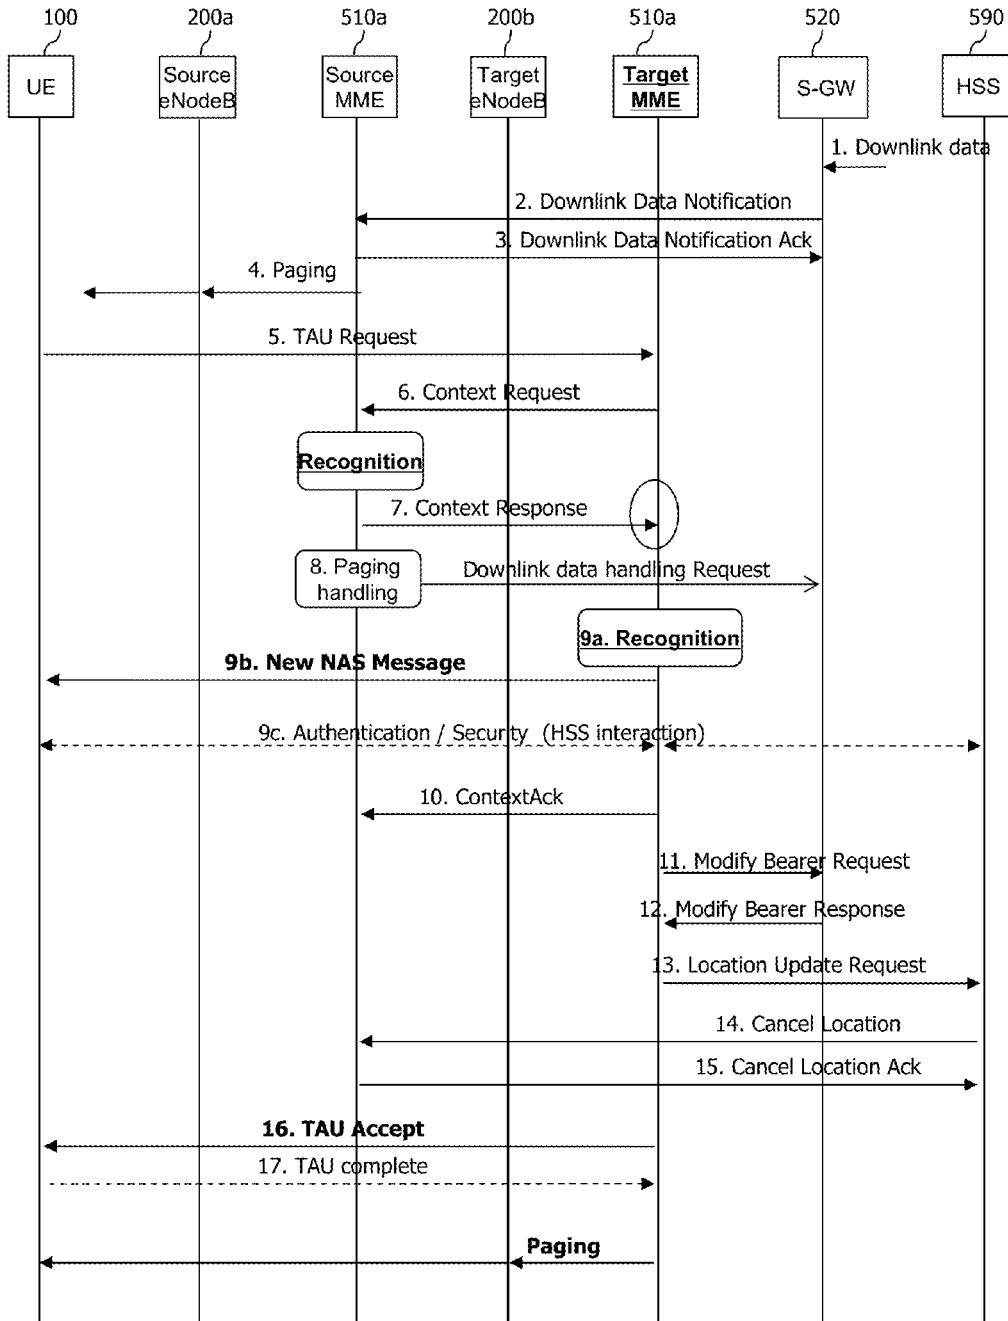 100 200a 510a 200b 510a 520 590
UE
Source
eNodeB
Source
MME
Target
eNodeB
Target
MME
S-GW
HSS
1. Downlink data
2. Downlink Data Notification
3. Downlink Data Notification Ack
4. Paging
5. TAU Request
6. Context Request
Recognition
7. Context Response
8. Paging
handling
Downlink data handling Request
9a. Recognition
9b. New NAS Message
9c. Authentication / Security (HSS interaction)
10. ContextAck
11. Modify Bearer Request
12. Modify Bearer Response
13. Location Update Request
14. Cancel Location
15. Cancel Location Ack
16. TAU Accept
17. TAU complete
Paging